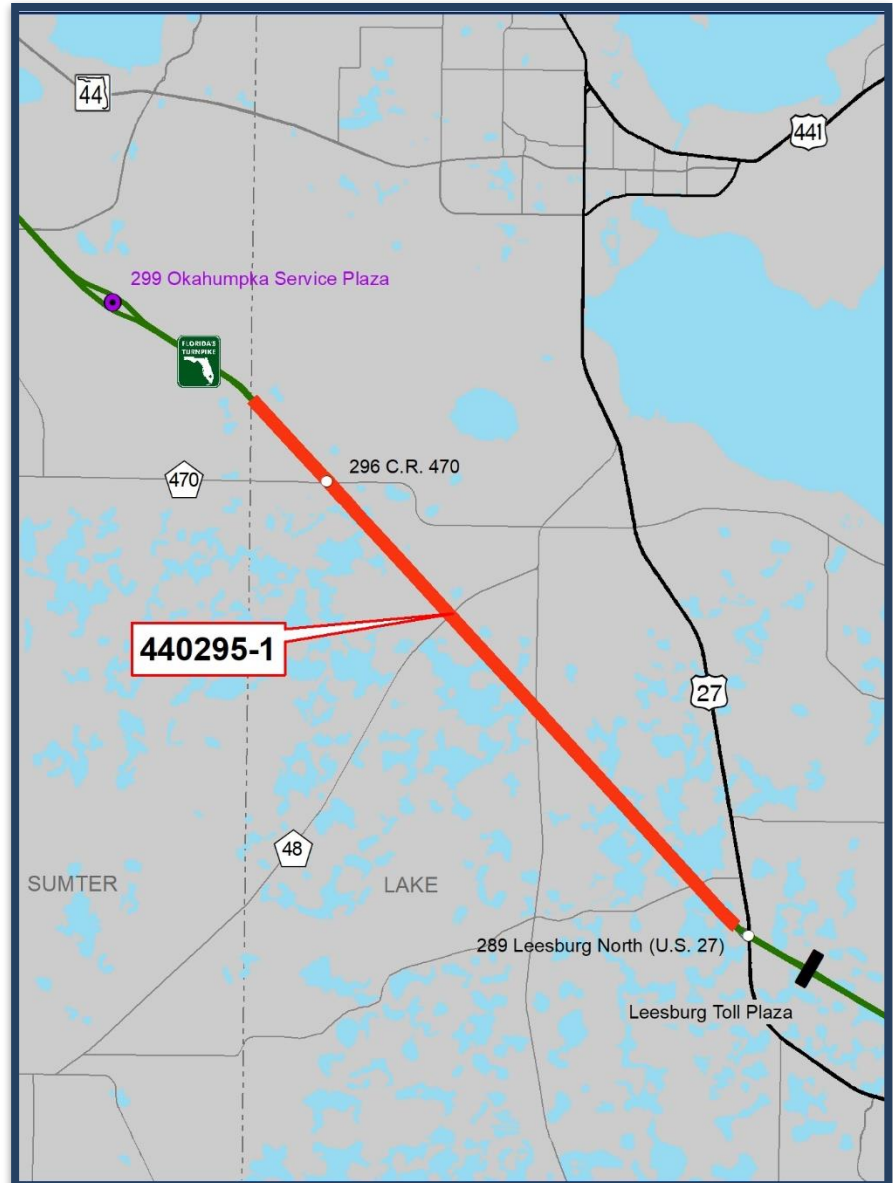 44
441
299 Okahumpka Service Plaza
FLORIDA'S
TURNPIKE
296 C.R. 470
470
440295-1
27
48
SUMTER
LAKE
289 Leesburg North (U.S. 27)
Leesburg Toll Plaza